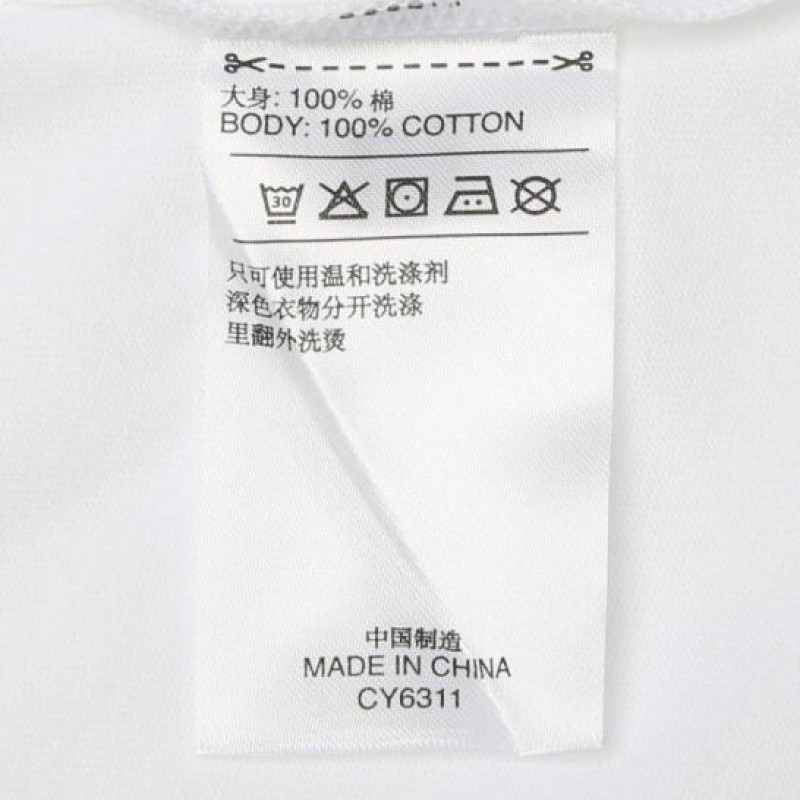 大身: 100% 棉
BODY: 100% COTTON
30
只可使用温和洗涤剂
深色衣物分开洗涤
里翻外洗烫
中国制造
MADE IN CHINA
CY6311